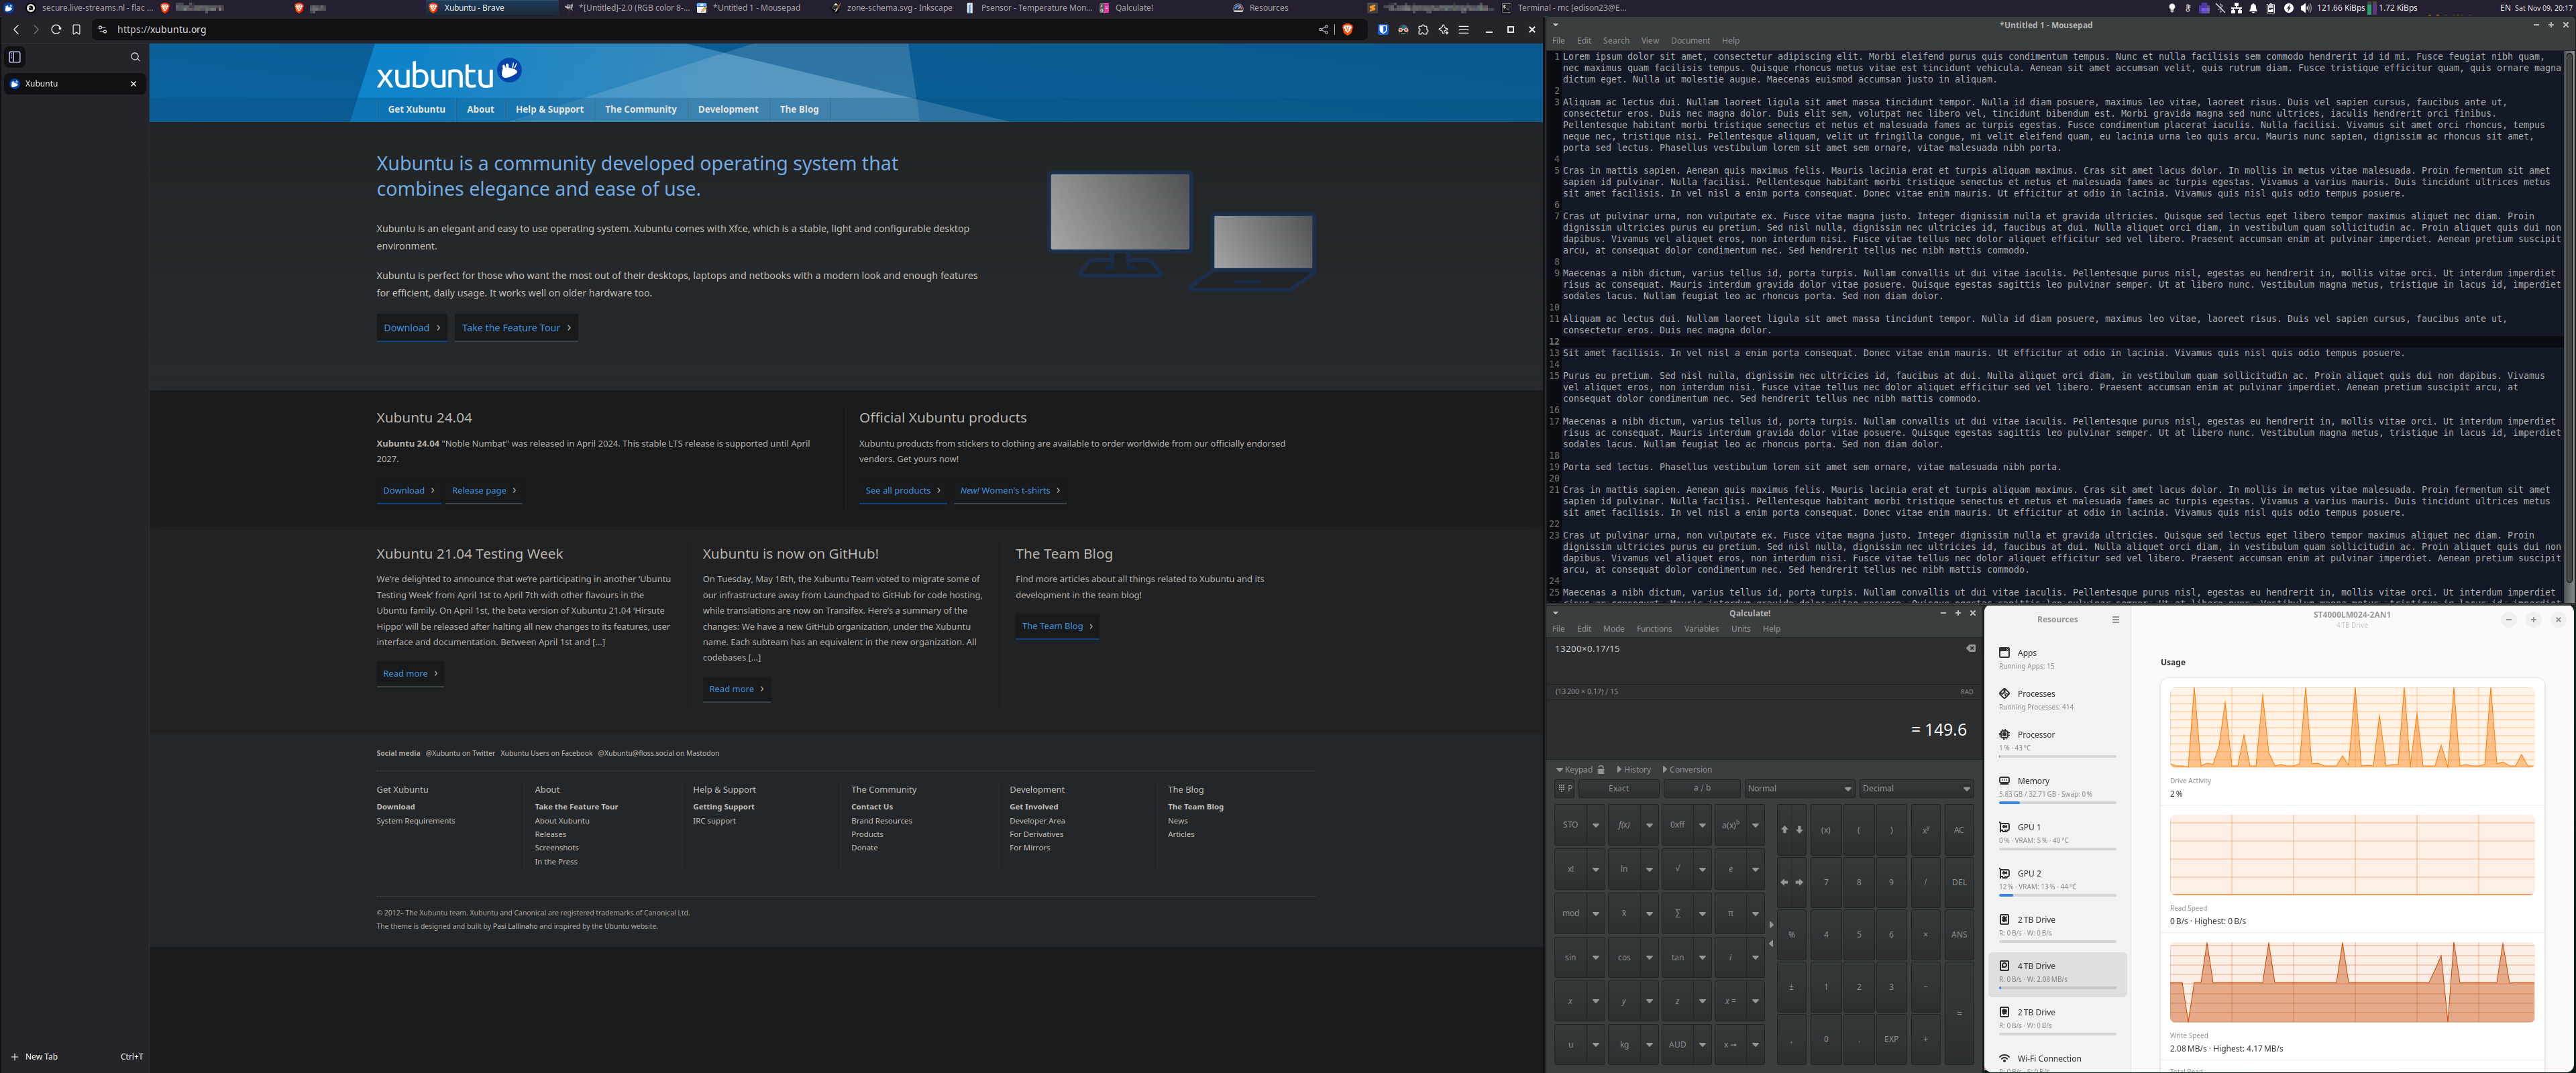 secure.live-streams.nl - flac ...
Xubuntu - Brave
*[Untitled]-2.0 (RGB color 8-...
*Untitled 1 - Mousepad
zone-schema.svg - Inkscape
Psensor - Temperature Mon...
Qalculate!
Resources
Terminal - mc [edison23@E...
121.66 KiBps
1.72 KiBps
EN
Sat Nov 09, 20:17
https://xubuntu.org
Xubuntu
New Tab
Ctrl+T
xubuntu
Get Xubuntu
About
Help & Support
The Community
Development
The Blog
Xubuntu is a community developed operating system that
combines elegance and ease of use.
Xubuntu is an elegant and easy to use operating system. Xubuntu comes with Xfce, which is a stable, light and configurable desktop
environment.
Xubuntu is perfect for those who want the most out of their desktops, laptops and netbooks with a modern look and enough features
for efficient, daily usage. It works well on older hardware too.
Download ›
Take the Feature Tour ›
Xubuntu 24.04
Xubuntu 24.04 "Noble Numbat" was released in April 2024. This stable LTS release is supported until April
2027.
Download ›
Release page ›
Official Xubuntu products
Xubuntu products from stickers to clothing are available to order worldwide from our officially endorsed
vendors. Get yours now!
See all products ›
New! Women's t-shirts ›
Xubuntu 21.04 Testing Week
We're delighted to announce that we're participating in another 'Ubuntu
Testing Week' from April 1st to April 7th with other flavours in the
Ubuntu family. On April 1st, the beta version of Xubuntu 21.04 'Hirsute
Hippo' will be released after halting all new changes to its features, user
interface and documentation. Between April 1st and [...]
Read more ›
Xubuntu is now on GitHub!
On Tuesday, May 18th, the Xubuntu Team voted to migrate some of
our infrastructure away from Launchpad to GitHub for code hosting,
while translations are now on Transifex. Here's a summary of the
changes: We have a new GitHub organization, under the Xubuntu
name. Each subteam has an equivalent in the new organization. All
codebases [...]
Read more ›
The Team Blog
Find more articles about all things related to Xubuntu and its
development in the team blog!
The Team Blog ›
Social media @Xubuntu on Twitter Xubuntu Users on Facebook @Xubuntu@floss.social on Mastodon
Get Xubuntu
Download
System Requirements
About
Take the Feature Tour
About Xubuntu
Releases
Screenshots
In the Press
Help & Support
Getting Support
IRC support
The Community
Contact Us
Brand Resources
Products
Donate
Development
Get Involved
Developer Area
For Derivatives
For Mirrors
The Blog
The Team Blog
News
Articles
© 2012– The Xubuntu team. Xubuntu and Canonical are registered trademarks of Canonical Ltd.
The theme is designed and built by Pasi Lallinaho and inspired by the Ubuntu website.
*Untitled 1 - Mousepad
File Edit Search View Document Help
1 Lorem ipsum dolor sit amet, consectetur adipiscing elit. Morbi eleifend purus quis condimentum tempus. Nunc et nulla facilisis sem commodo hendrerit id id mi. Fusce feugiat nibh quam,
nec maximus quam facilisis tempus. Quisque rhoncus metus vitae est tincidunt vehicula. Aenean sit amet accumsan velit, quis rutrum diam. Fusce tristique efficitur quam, quis ornare magna
dictum eget. Nulla ut molestie augue. Maecenas euismod accumsan justo in aliquam.
2
3 Aliquam ac lectus dui. Nullam laoreet ligula sit amet massa tincidunt tempor. Nulla id diam posuere, maximus leo vitae, laoreet risus. Duis vel sapien cursus, faucibus ante ut,
consectetur eros. Duis nec magna dolor. Duis elit sem, volutpat nec libero vel, tincidunt bibendum est. Morbi gravida magna sed nunc ultrices, iaculis hendrerit orci finibus.
Pellentesque habitant morbi tristique senectus et netus et malesuada fames ac turpis egestas. Fusce condimentum placerat iaculis. Nulla facilisi. Vivamus sit amet orci rhoncus, tempus
neque nec, tristique nisi. Pellentesque aliquam, velit ut fringilla congue, mi velit eleifend quam, eu lacinia urna leo quis arcu. Mauris nunc sapien, dignissim ac rhoncus sit amet,
porta sed lectus. Phasellus vestibulum lorem sit amet sem ornare, vitae malesuada nibh porta.
4
5 Cras in mattis sapien. Aenean quis maximus felis. Mauris lacinia erat et turpis aliquam maximus. Cras sit amet lacus dolor. In mollis in metus vitae malesuada. Proin fermentum sit amet
sapien id pulvinar. Nulla facilisi. Pellentesque habitant morbi tristique senectus et netus et malesuada fames ac turpis egestas. Vivamus a varius mauris. Duis tincidunt ultrices metus
sit amet facilisis. In vel nisl a enim porta consequat. Donec vitae enim mauris. Ut efficitur at odio in lacinia. Vivamus quis nisl quis odio tempus posuere.
6
7 Cras ut pulvinar urna, non vulputate ex. Fusce vitae magna justo. Integer dignissim nulla et gravida ultricies. Quisque sed lectus eget libero tempor maximus aliquet nec diam. Proin
dignissim ultricies purus eu pretium. Sed nisl nulla, dignissim nec ultricies id, faucibus at dui. Nulla aliquet orci diam, in vestibulum quam sollicitudin ac. Proin aliquet quis dui non
dapibus. Vivamus vel aliquet eros, non interdum nisi. Fusce vitae tellus nec dolor aliquet efficitur sed vel libero. Praesent accumsan enim at pulvinar imperdiet. Aenean pretium suscipit
arcu, at consequat dolor condimentum nec. Sed hendrerit tellus nec nibh mattis commodo.
8
9 Maecenas a nibh dictum, varius tellus id, porta turpis. Nullam convallis ut dui vitae iaculis. Pellentesque purus nisl, egestas eu hendrerit in, mollis vitae orci. Ut interdum imperdiet
risus ac consequat. Mauris interdum gravida dolor vitae posuere. Quisque egestas sagittis leo pulvinar semper. Ut at libero nunc. Vestibulum magna metus, tristique in lacus id, imperdiet
sodales lacus. Nullam feugiat leo ac rhoncus porta. Sed non diam dolor.
10
11 Aliquam ac lectus dui. Nullam laoreet ligula sit amet massa tincidunt tempor. Nulla id diam posuere, maximus leo vitae, laoreet risus. Duis vel sapien cursus, faucibus ante ut,
consectetur eros. Duis nec magna dolor.
12
13 Sit amet facilisis. In vel nisl a enim porta consequat. Donec vitae enim mauris. Ut efficitur at odio in lacinia. Vivamus quis nisl quis odio tempus posuere.
14
15 Purus eu pretium. Sed nisl nulla, dignissim nec ultricies id, faucibus at dui. Nulla aliquet orci diam, in vestibulum quam sollicitudin ac. Proin aliquet quis dui non dapibus. Vivamus
vel aliquet eros, non interdum nisi. Fusce vitae tellus nec dolor aliquet efficitur sed vel libero. Praesent accumsan enim at pulvinar imperdiet. Aenean pretium suscipit arcu, at
consequat dolor condimentum nec. Sed hendrerit tellus nec nibh mattis commodo.
16
17 Maecenas a nibh dictum, varius tellus id, porta turpis. Nullam convallis ut dui vitae iaculis. Pellentesque purus nisl, egestas eu hendrerit in, mollis vitae orci. Ut interdum imperdiet
risus ac consequat. Mauris interdum gravida dolor vitae posuere. Quisque egestas sagittis leo pulvinar semper. Ut at libero nunc. Vestibulum magna metus, tristique in lacus id, imperdiet
sodales lacus. Nullam feugiat leo ac rhoncus porta. Sed non diam dolor.
18
19 Porta sed lectus. Phasellus vestibulum lorem sit amet sem ornare, vitae malesuada nibh porta.
20
21 Cras in mattis sapien. Aenean quis maximus felis. Mauris lacinia erat et turpis aliquam maximus. Cras sit amet lacus dolor. In mollis in metus vitae malesuada. Proin fermentum sit amet
sapien id pulvinar. Nulla facilisi. Pellentesque habitant morbi tristique senectus et netus et malesuada fames ac turpis egestas. Vivamus a varius mauris. Duis tincidunt ultrices metus
sit amet facilisis. In vel nisl a enim porta consequat. Donec vitae enim mauris. Ut efficitur at odio in lacinia. Vivamus quis nisl quis odio tempus posuere.
22
23 Cras ut pulvinar urna, non vulputate ex. Fusce vitae magna justo. Integer dignissim nulla et gravida ultricies. Quisque sed lectus eget libero tempor maximus aliquet nec diam. Proin
dignissim ultricies purus eu pretium. Sed nisl nulla, dignissim nec ultricies id, faucibus at dui. Nulla aliquet orci diam, in vestibulum quam sollicitudin ac. Proin aliquet quis dui non
dapibus. Vivamus vel aliquet eros, non interdum nisi. Fusce vitae tellus nec dolor aliquet efficitur sed vel libero. Praesent accumsan enim at pulvinar imperdiet. Aenean pretium suscipit
arcu, at consequat dolor condimentum nec. Sed hendrerit tellus nec nibh mattis commodo.
24
25 Maecenas a nibh dictum, varius tellus id, porta turpis. Nullam convallis ut dui vitae iaculis. Pellentesque purus nisl, egestas eu hendrerit in, mollis vitae orci. Ut interdum imperdiet
Qalculate!
File Edit Mode Functions Variables Units Help
13200×0.17/15
(13 200 × 0.17) / 15
RAD
= 149.6
Keypad
History
Conversion
P
Exact
a / b
Normal
Decimal
STO f(x) 0xff a(x)ᵇ (x) ( ) xʸ AC
x! ln √ e 7 8 9 / DEL
mod x̄ ∑ π % 4 5 6 × ANS
sin cos tan i ± 1 2 3 −
x y z x = =
u kg AUD x→ , 0 . EXP +
Resources
Apps
Running Apps: 15
Processes
Running Processes: 414
Processor
1 % · 43 °C
Memory
5.83 GB / 32.71 GB · Swap: 0 %
GPU 1
0 % · VRAM: 5 % · 40 °C
GPU 2
12 % · VRAM: 13 % · 44 °C
2 TB Drive
R: 0 B/s · W: 0 B/s
4 TB Drive
R: 0 B/s · W: 2.08 MB/s
2 TB Drive
R: 0 B/s · W: 0 B/s
Wi-Fi Connection
ST4000LM024-2AN1
4 TB Drive
Usage
Drive Activity
2 %
Read Speed
0 B/s · Highest: 0 B/s
Write Speed
2.08 MB/s · Highest: 4.17 MB/s